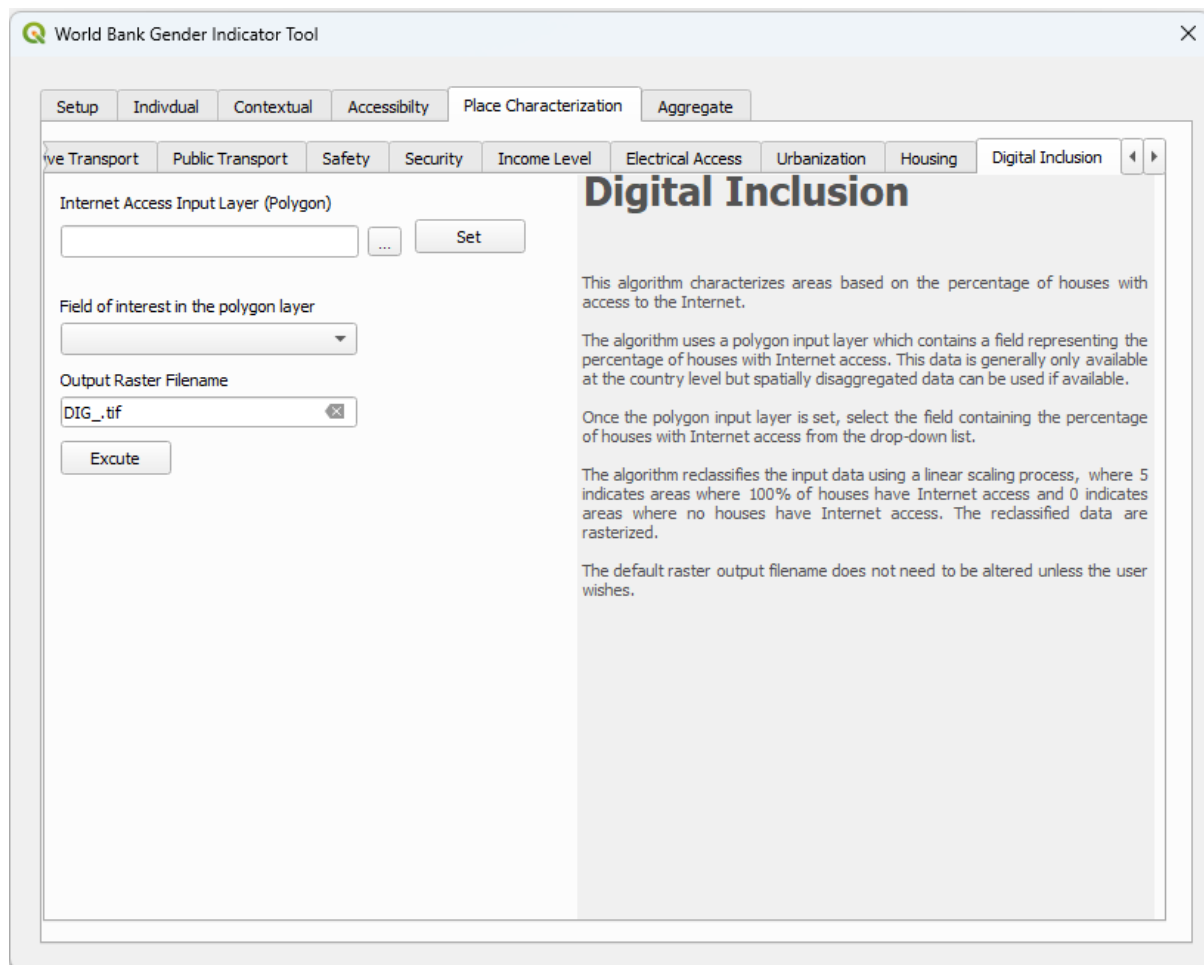 World Bank Gender Indicator Tool
Setup Indivdual Contextual Accessibilty Place Characterization Aggregate
ve Transport Public Transport Safety Security Income Level Electrical Access Urbanization Housing Digital Inclusion
Internet Access Input Layer (Polygon)
... Set
Field of interest in the polygon layer
Output Raster Filename
DIG_.tif
Excute
Digital Inclusion
This algorithm characterizes areas based on the percentage of houses with
access to the Internet.
The algorithm uses a polygon input layer which contains a field representing the
percentage of houses with Internet access. This data is generally only available
at the country level but spatially disaggregated data can be used if available.
Once the polygon input layer is set, select the field containing the percentage
of houses with Internet access from the drop-down list.
The algorithm reclassifies the input data using a linear scaling process, where 5
indicates areas where 100% of houses have Internet access and 0 indicates
areas where no houses have Internet access. The reclassified data are
rasterized.
The default raster output filename does not need to be altered unless the user
wishes.